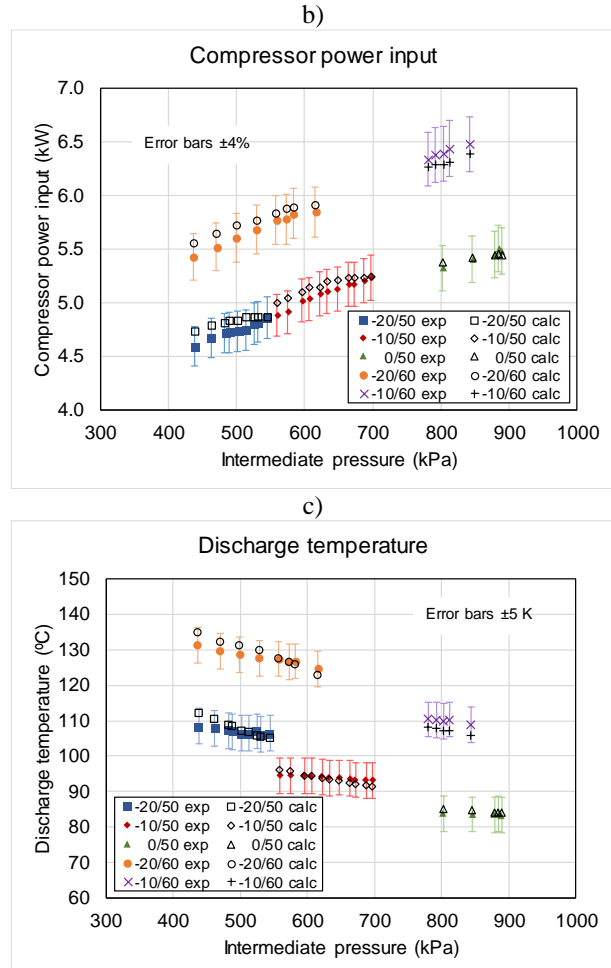 b)
Compressor power input
7.0
6.5
6.0
5.5
5.0
4.5
4.0
Compressor power input (kW)
Error bars ±4%
-20/50 exp -20/50 calc
-10/50 exp -10/50 calc
0/50 exp 0/50 calc
-20/60 exp -20/60 calc
-10/60 exp -10/60 calc
300 400 500 600 700 800 900 1000
Intermediate pressure (kPa)
c)
Discharge temperature
150
140
130
120
110
100
90
80
70
60
Discharge temperature (ºC)
Error bars ±5 K
-20/50 exp -20/50 calc
-10/50 exp -10/50 calc
0/50 exp 0/50 calc
-20/60 exp -20/60 calc
-10/60 exp -10/60 calc
300 400 500 600 700 800 900 1000
Intermediate pressure (kPa)